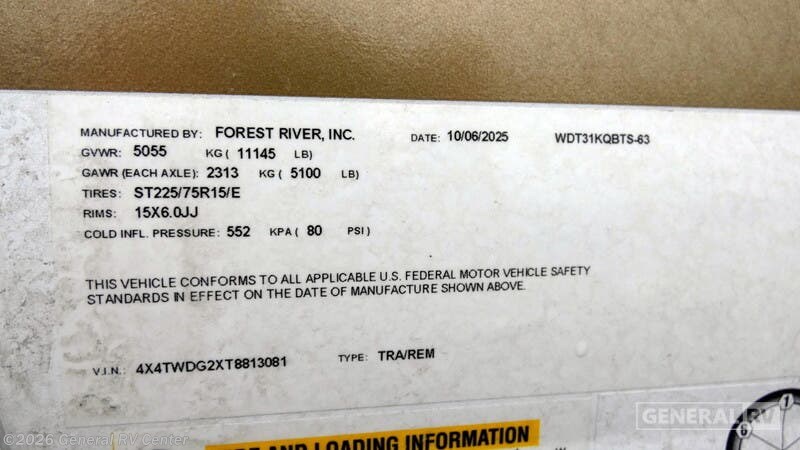 MANUFACTURED BY: FOREST RIVER, INC. DATE: 10/06/2025 WDT31KQBTS-63
GVWR: 5055 KG ( 11145 LB)
GAWR (EACH AXLE): 2313 KG ( 5100 LB)
TIRES: ST225/75R15/E
RIMS: 15X6.0JJ
COLD INFL. PRESSURE: 552 KPA ( 80 PSI)
THIS VEHICLE CONFORMS TO ALL APPLICABLE U.S. FEDERAL MOTOR VEHICLE SAFETY
STANDARDS IN EFFECT ON THE DATE OF MANUFACTURE SHOWN ABOVE.
V.I.N.: 4X4TWDG2XT8813081 TYPE: TRA/REM
GENERAL RV
1
6
AND LOADING INFORMATION
©2026 General RV Center